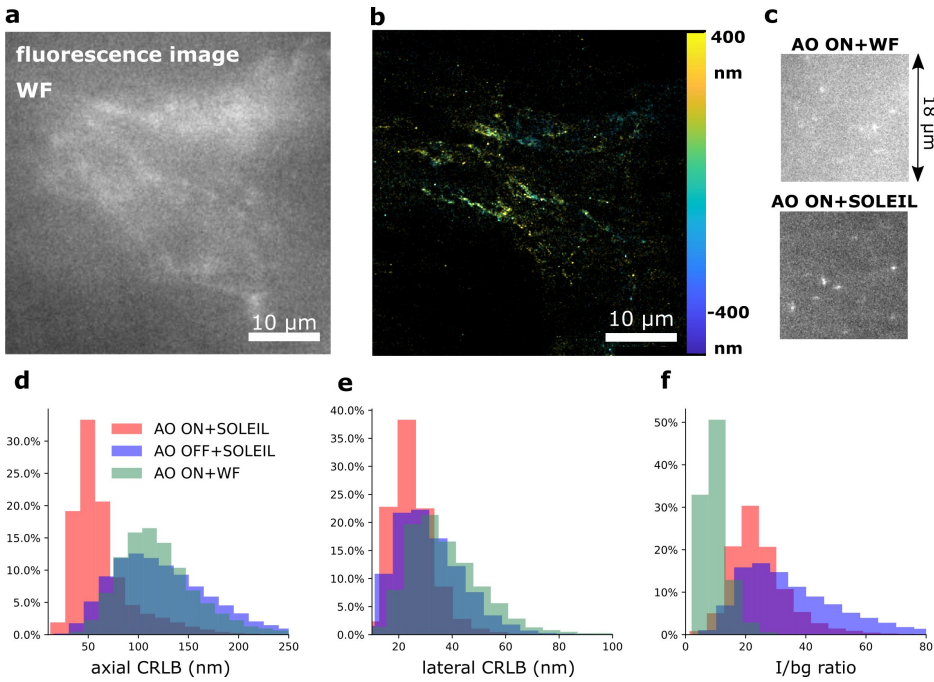 a
fluorescence image
WF
10 µm
b
400
nm
-400
nm
10 µm
c
AO ON+WF
18 µm
AO ON+SOLEIL
d
30.0%
25.0%
20.0%
15.0%
10.0%
5.0%
0.0%
50
100
150
200
250
axial CRLB (nm)
AO ON+SOLEIL
AO OFF+SOLEIL
AO ON+WF
e
40.0%
35.0%
30.0%
25.0%
20.0%
15.0%
10.0%
5.0%
0.0%
20
40
60
80
100
lateral CRLB (nm)
f
50%
40%
30%
20%
10%
0%
0
20
40
60
80
I/bg ratio